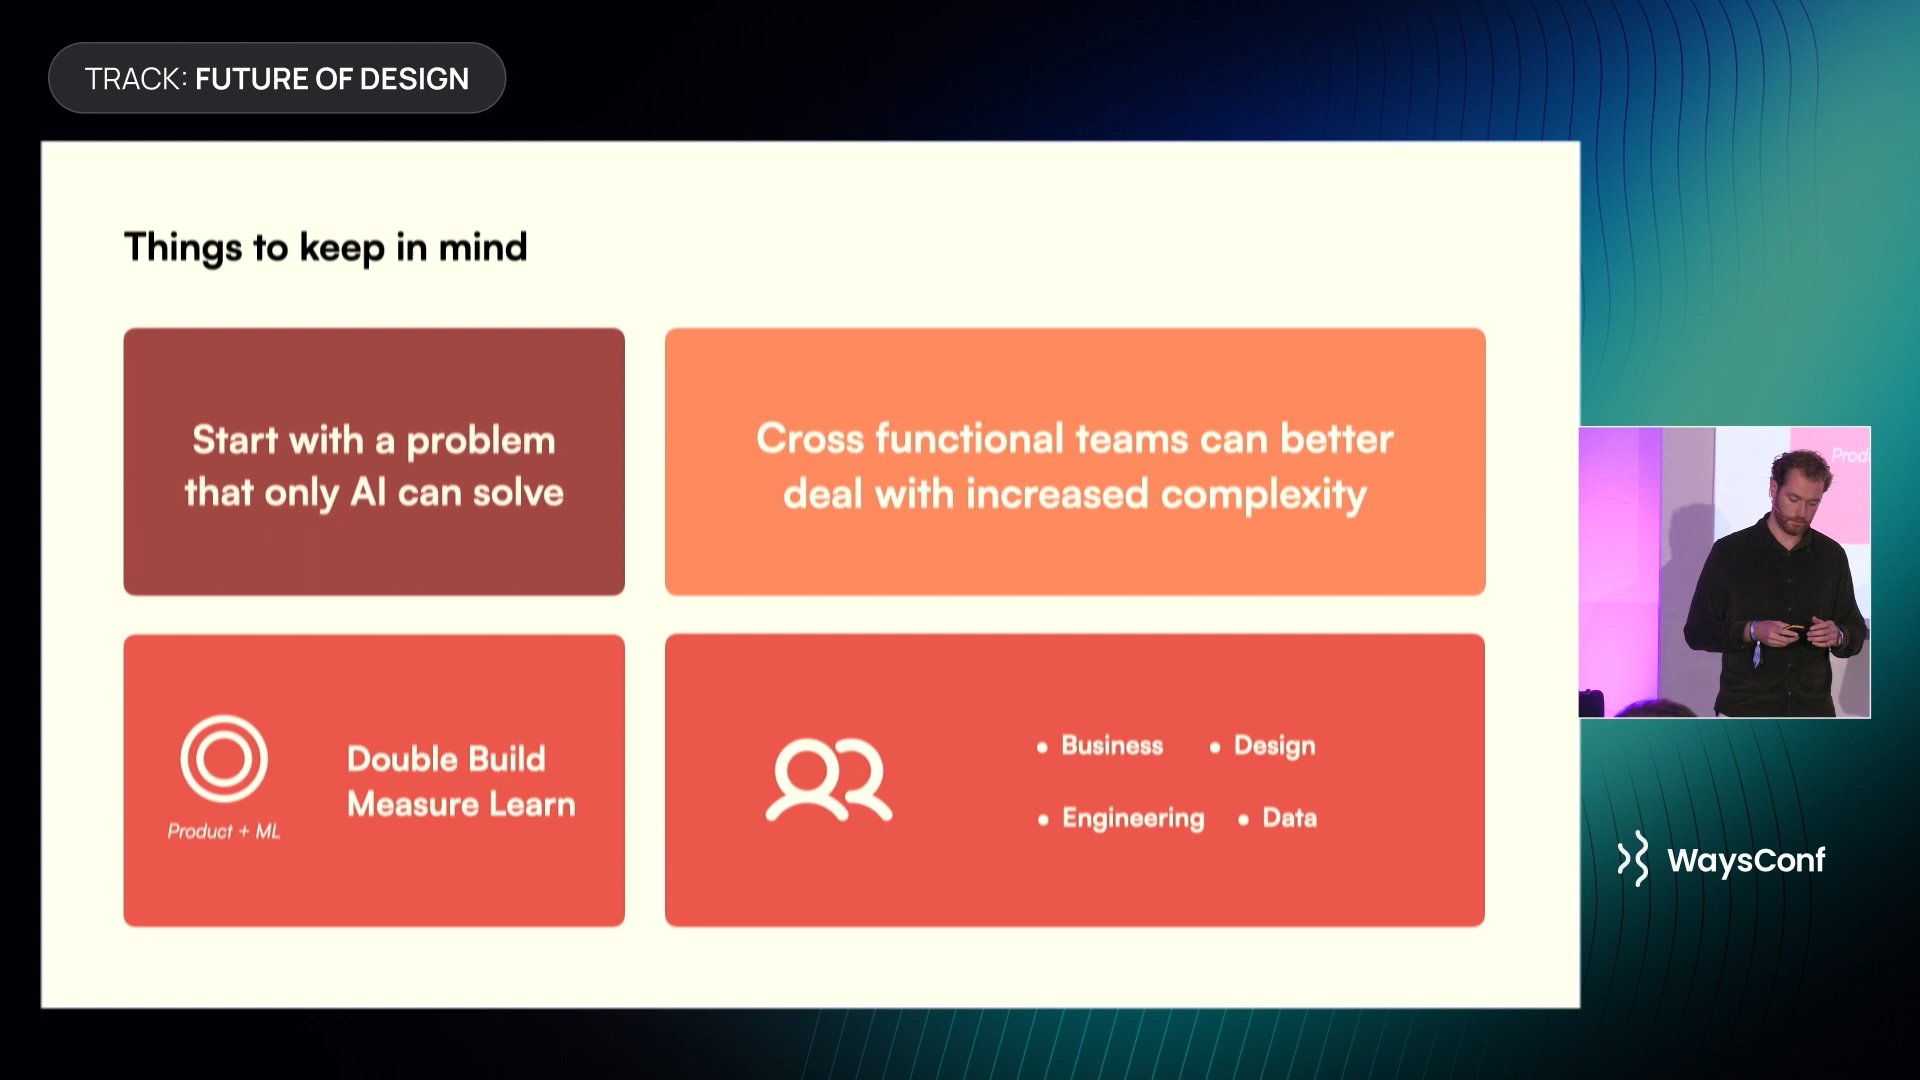 TRACK: FUTURE OF DESIGN
Things to keep in mind
Start with a problem
that only AI can solve
Cross functional teams can better
deal with increased complexity
Product + ML
Double Build
Measure Learn
• Business • Design
• Engineering • Data
Prod
WaysConf